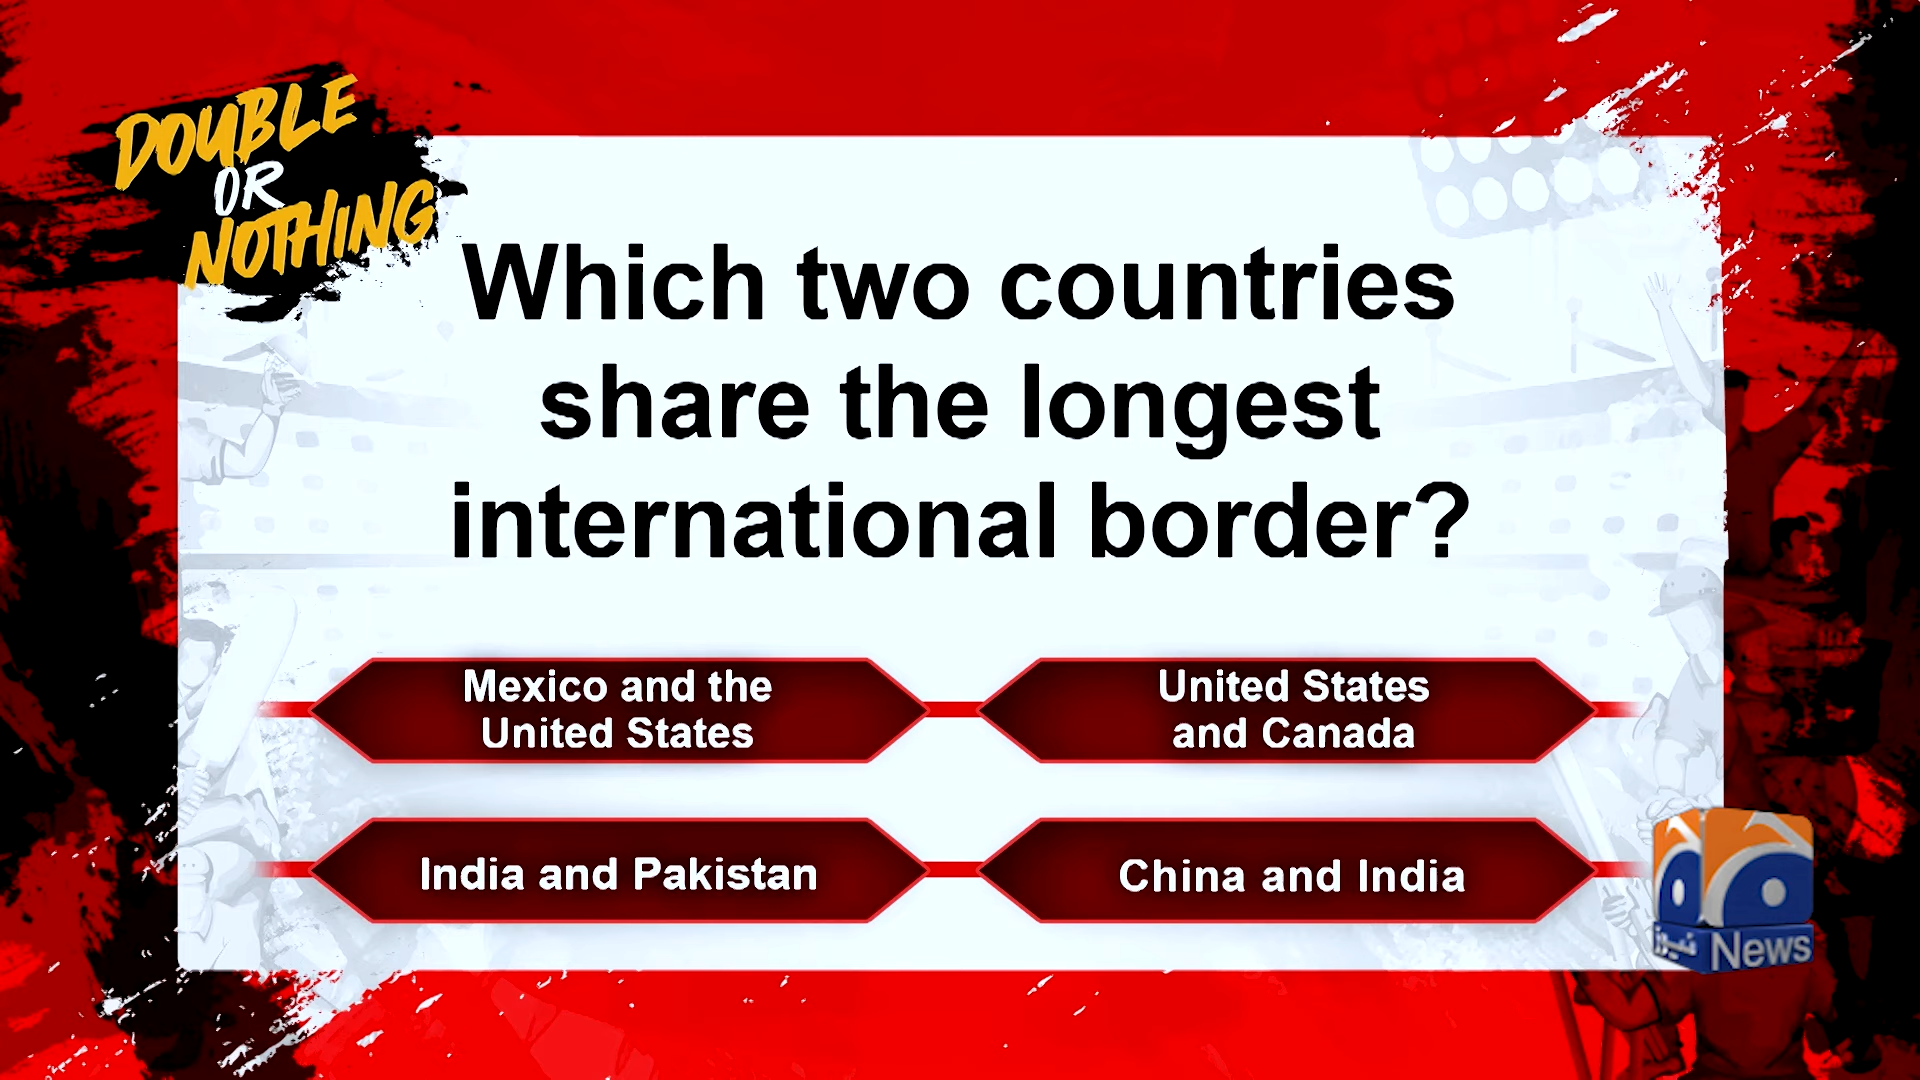 DOUBLE
OR
NOTHING
Which two countries
share the longest
international border?
Mexico and the
United States
United States
and Canada
India and Pakistan
China and India
نیوز News